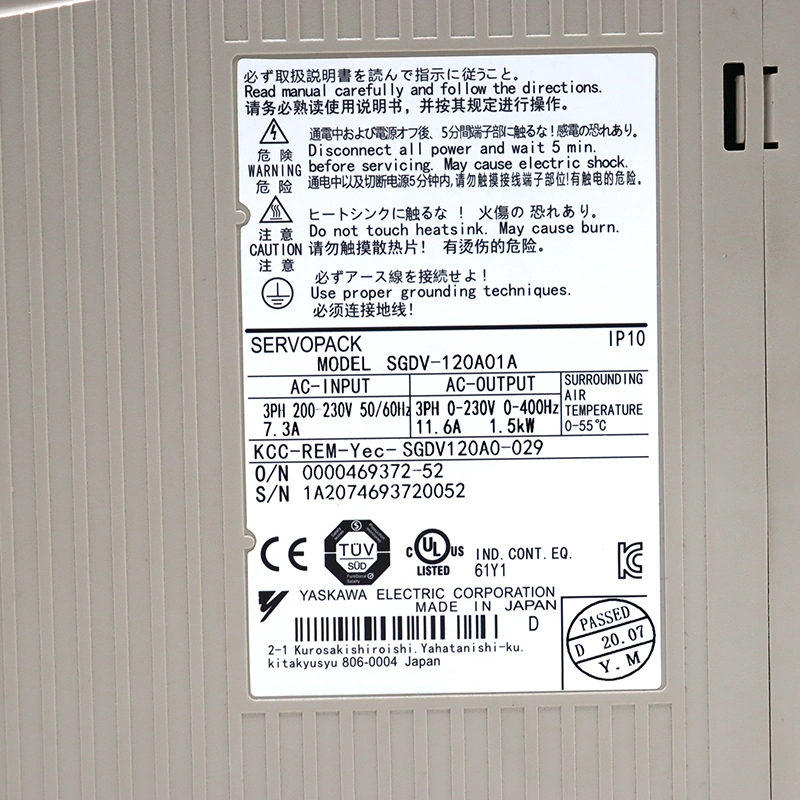 必ず取扱説明書を読んで指示に従うこと。
Read manual carefully and follow the directions.
请务必熟读使用说明书，并按其规定进行操作。
危険
WARNING
危险
通電中および電源オフ後、5分間端子部に触るな！感電の恐れあり。
Disconnect all power and wait 5 min.
before servicing. May cause electric shock.
通电中以及切断电源5分钟内，请勿触摸接线端子部位！有触电的危险。
注意
CAUTION
注意
ヒートシンクに触るな！ 火傷の恐れあり。
Do not touch heatsink. May cause burn.
请勿触摸散热片！ 有烫伤的危险。
必ずアース線を接続せよ！
Use proper grounding techniques.
必须连接地线！
SERVOPACK IP10
MODEL SGDV-120A01A
AC-INPUT AC-OUTPUT
3PH 200-230V 50/60Hz 3PH 0-230V 0-400Hz
7.3A 11.6A 1.5kW
SURROUNDING
AIR
TEMPERATURE
0-55℃
KCC-REM-Yec-SGDV120A0-029
O/N 0000469372-52
S/N 1A2074693720052
CE
TÜV
SÜD
C UL US
LISTED
IND. CONT. EQ.
61Y1
YASKAWA ELECTRIC CORPORATION
MADE IN JAPAN
D
2-1 Kurosakishiroishi. Yahatanishi-ku.
kitakyusyu 806-0004 Japan
PASSED
D 20.07
Y.M